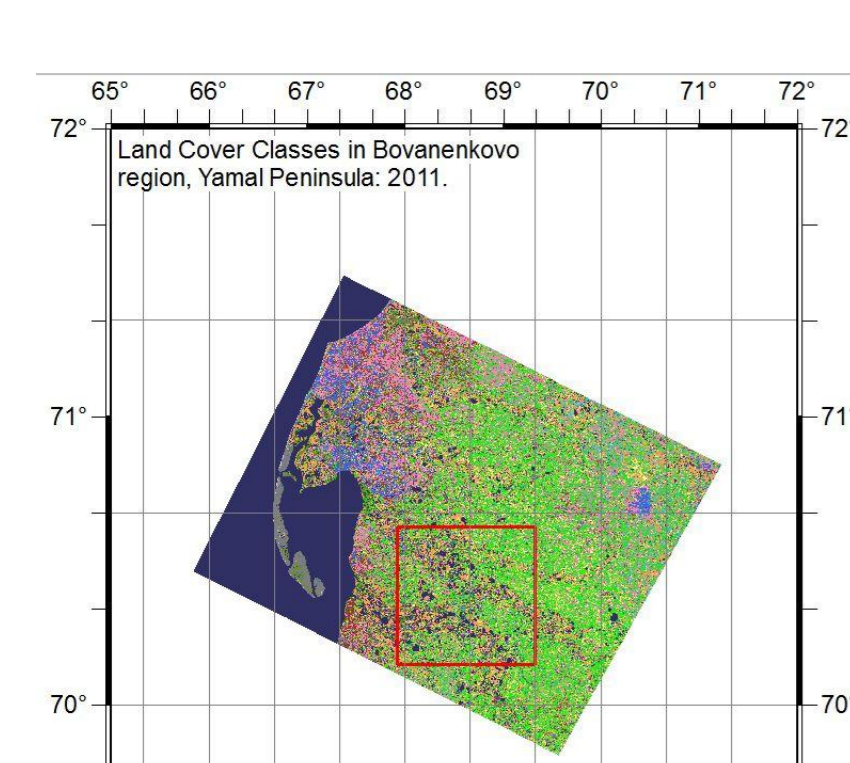 65° 66° 67° 68° 69° 70° 71° 72°
72° 72
Land Cover Classes in Bovanenkovo
region, Yamal Peninsula: 2011.
71° 71
70° 70